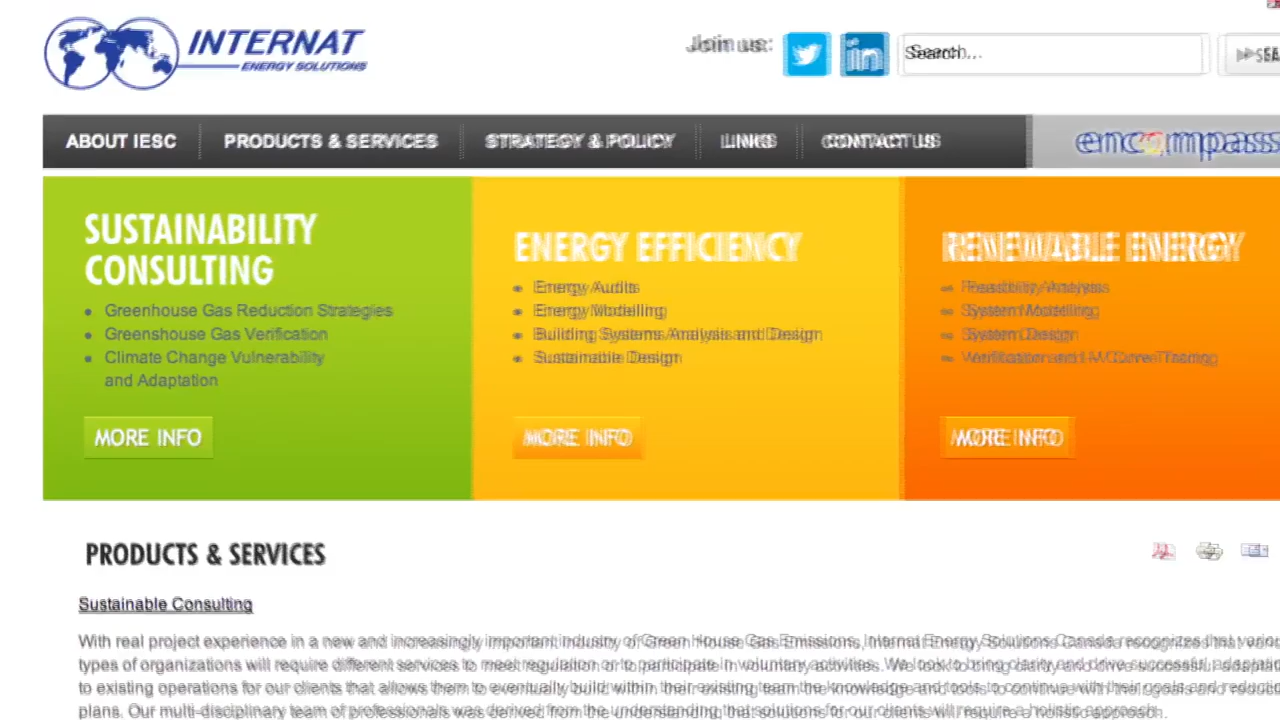 INTERNAT
ENERGY SOLUTIONS
Join us:
Search...
ABOUT IESC
PRODUCTS & SERVICES
STRATEGY & POLICY
LINKS
CONTACT US
encompass
SUSTAINABILITY
CONSULTING
Greenhouse Gas Reduction Strategies
Greenshouse Gas Verification
Climate Change Vulnerability
and Adaptation
MORE INFO
ENERGY EFFICIENCY
Energy Audits
Energy Modelling
Building Systems Analysis and Design
Sustainable Design
MORE INFO
RENEWABLE ENERGY
Feasibility Analysis
System Modelling
System Design
Verification and
MORE INFO
PRODUCTS & SERVICES
Sustainable Consulting
With real project experience in a new and increasingly important industry of Green House Gas Emissions, Internat Energy Solutions Canada recognizes that
types of organizations will require different services to meet regulation or to participate in voluntary activities. We look to bring clarity and drive successful
to existing operations for our clients that allows them to eventually build within their existing team the knowledge and tools to continue with their goals and
plans. Our multi-disciplinary team of professionals was derived from the understanding that solutions for our clients will require a holistic approach.